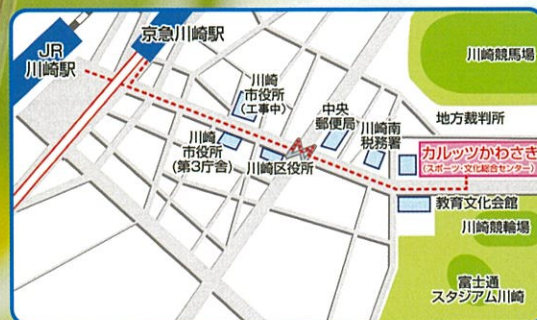 JR
川崎駅
京急川崎駅
川崎競馬場
川崎
市役所
(工事中)
中央
郵便局
川崎南
税務署
地方裁判所
カルッツかわさき
(スポーツ・文化総合センター)
川崎
市役所
(第3庁舎)
川崎区役所
教育文化会館
川崎競輪場
富士通
スタジアム川崎